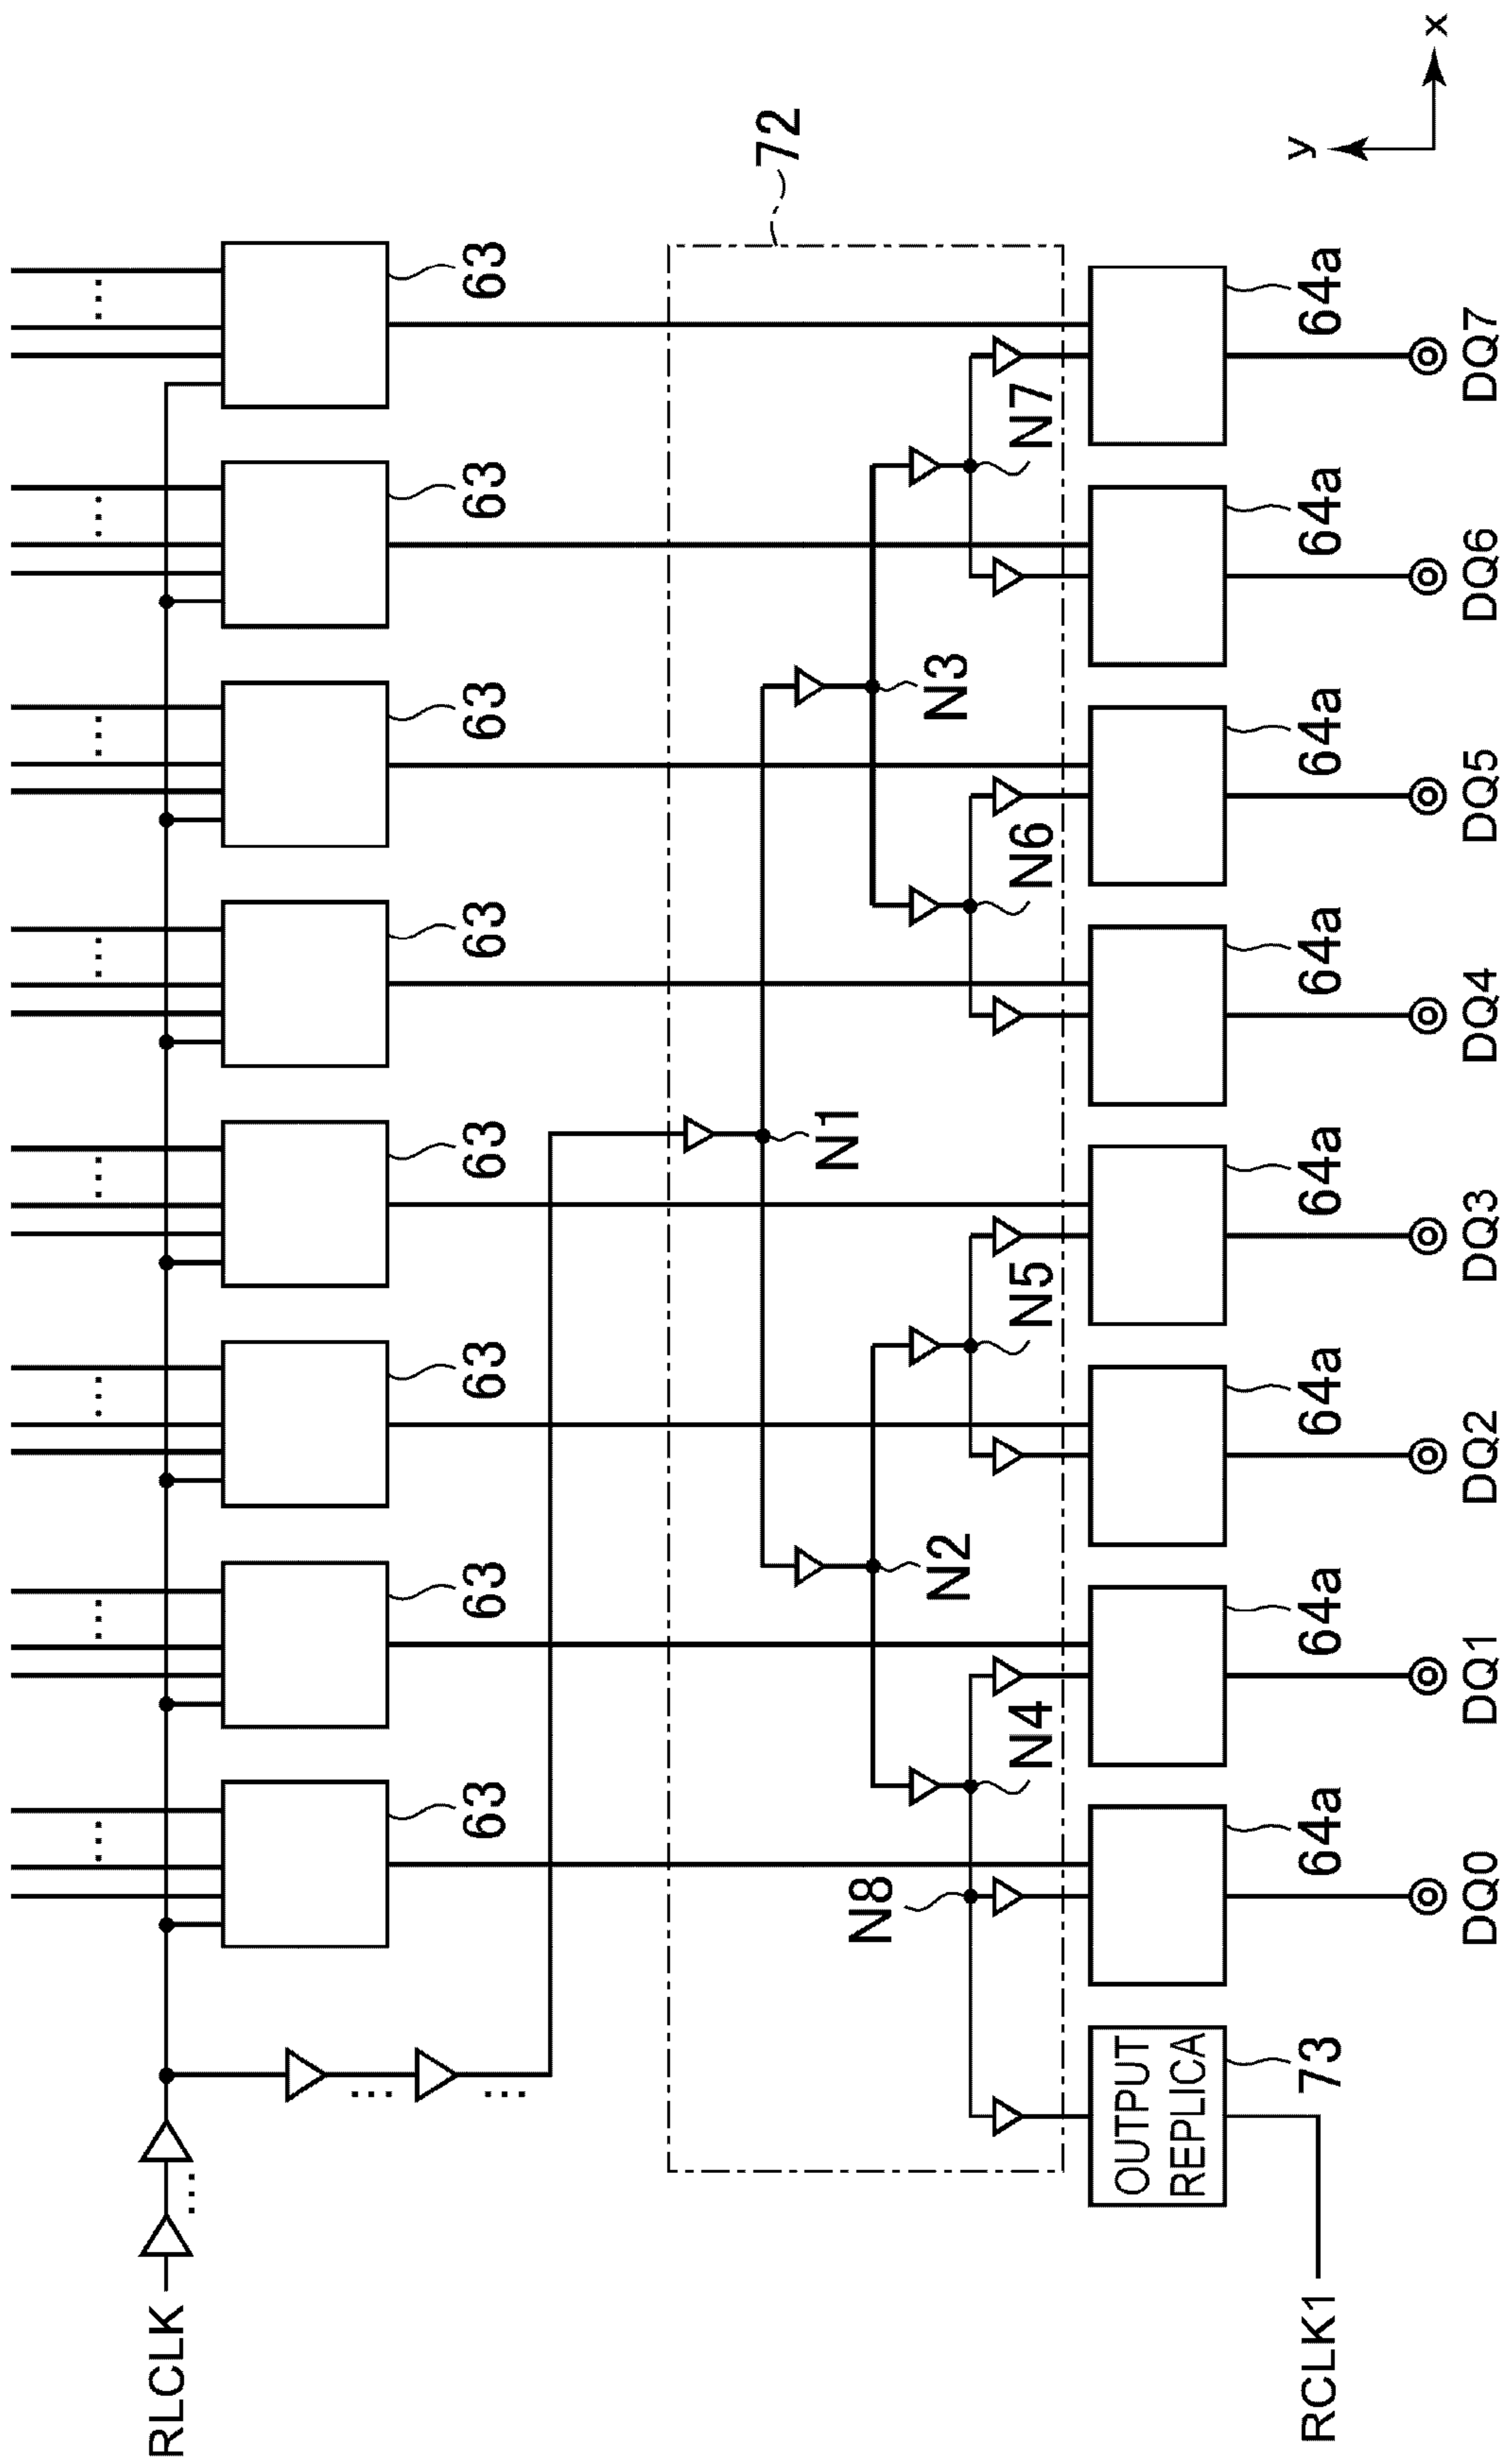 RLCLK
63
63
63
63
63
63
63
63
72
N1
N2
N3
N8
N4
N5
N6
N7
OUTPUT
REPLICA
73
64a
64a
64a
64a
64a
64a
64a
64a
RCLK1
DQ0
DQ1
DQ2
DQ3
DQ4
DQ5
DQ6
DQ7
y
x